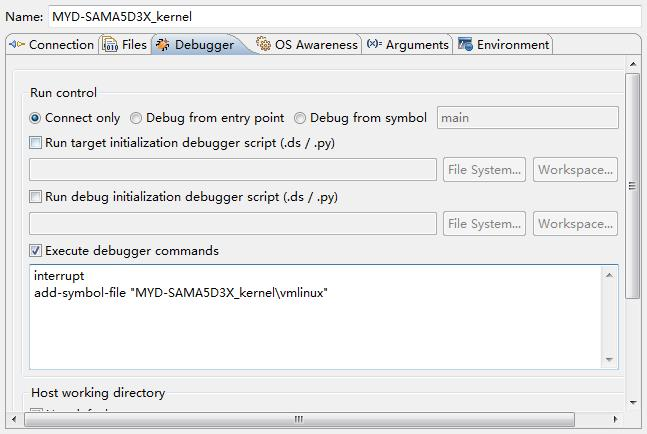 Name: MYD-SAMA5D3X_kernel
Connection Files Debugger OS Awareness Arguments Environment
Run control
Connect only Debug from entry point Debug from symbol main
Run target initialization debugger script (.ds / .py)
File System... Workspace...
Run debug initialization debugger script (.ds / .py)
File System... Workspace...
Execute debugger commands
interrupt
add-symbol-file "MYD-SAMA5D3X_kernel\vmlinux"
Host working directory